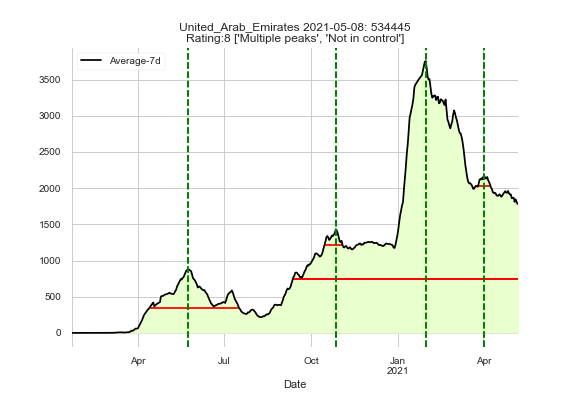 United_Arab_Emirates 2021-05-08: 534445
Rating:8 ['Multiple peaks', 'Not in control']
Average-7d
3500
3000
2500
2000
1500
1000
500
0
Apr
Jul
Oct
Jan
2021
Apr
Date